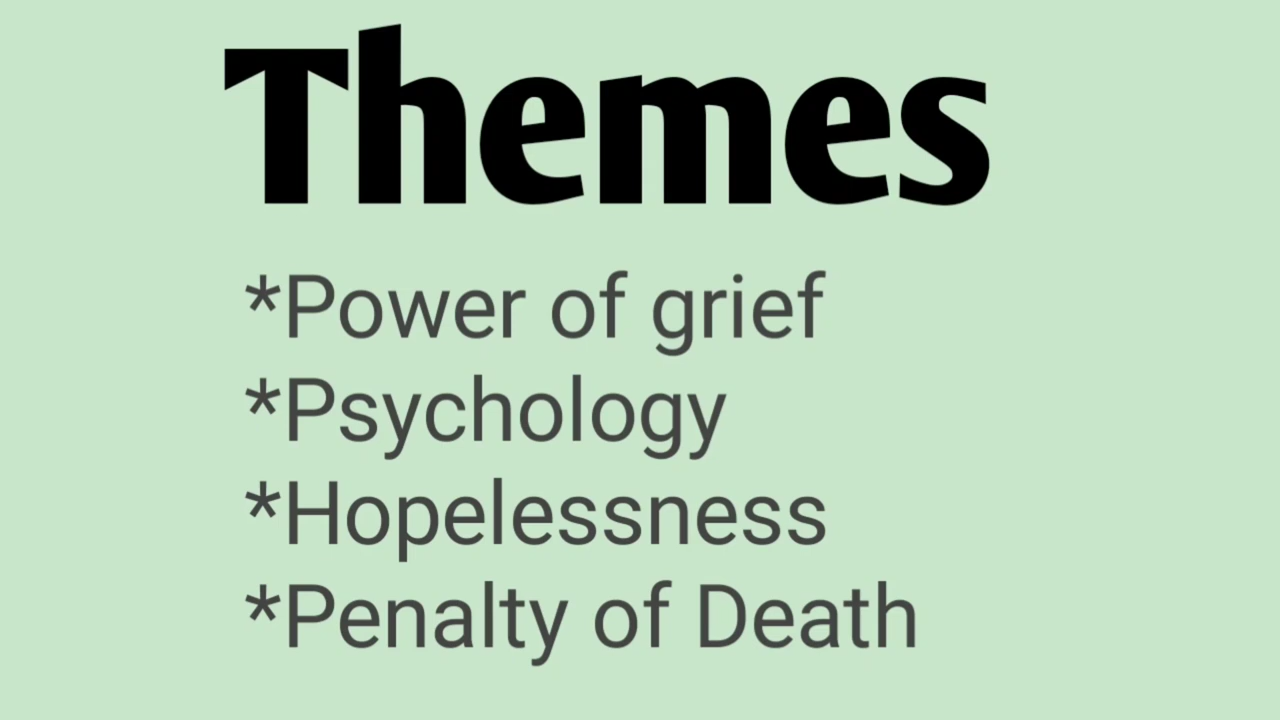 Themes
*Power of grief
*Psychology
*Hopelessness
*Penalty of Death